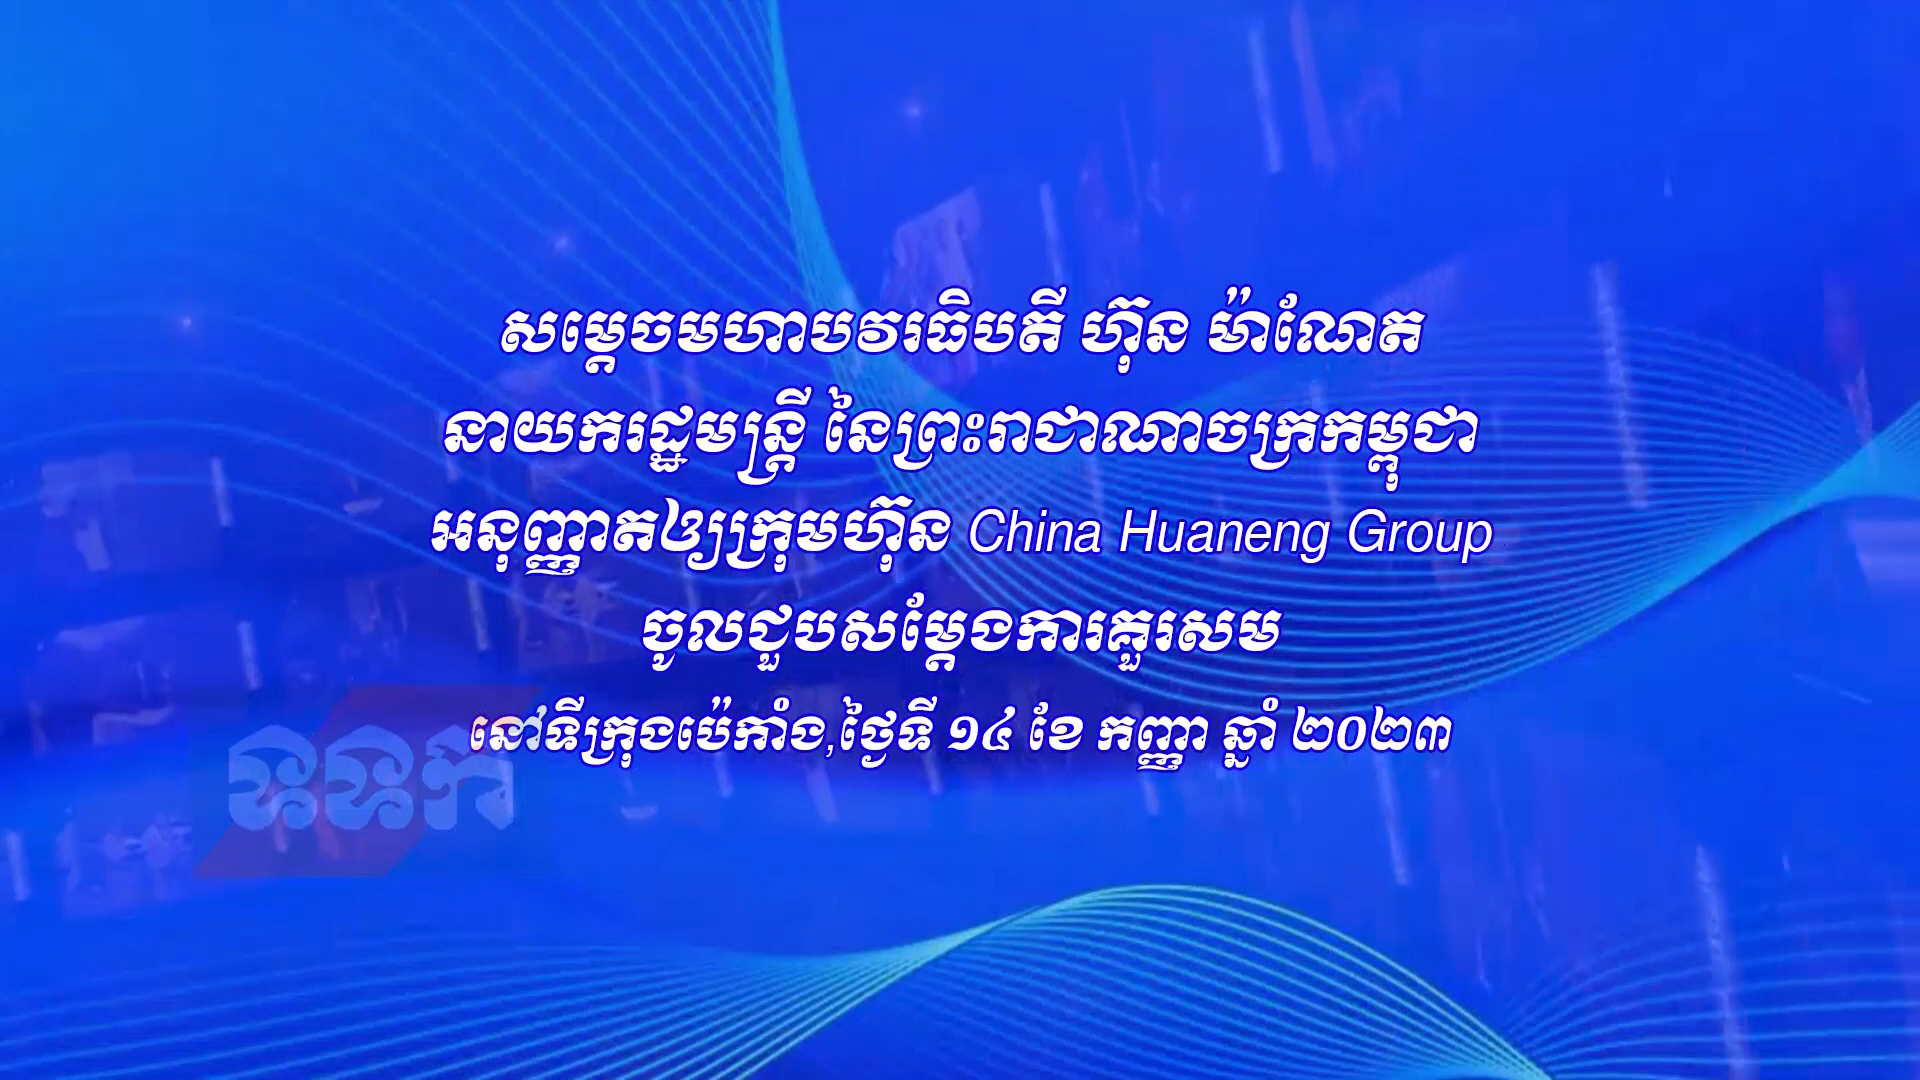 សម្តេចមហាបវរធិបតី ហ៊ុន ម៉ាណែត
នាយករដ្ឋមន្ត្រី នៃព្រះរាជាណាចក្រកម្ពុជា
អនុញ្ញាតឲ្យក្រុមហ៊ុន China Huaneng Group
ចូលជួបសម្តែងការគួរសម
នៅទីក្រុងប៉េកាំង,ថ្ងៃទី ១៤ ខែ កញ្ញា ឆ្នាំ ២០២៣
ទទក